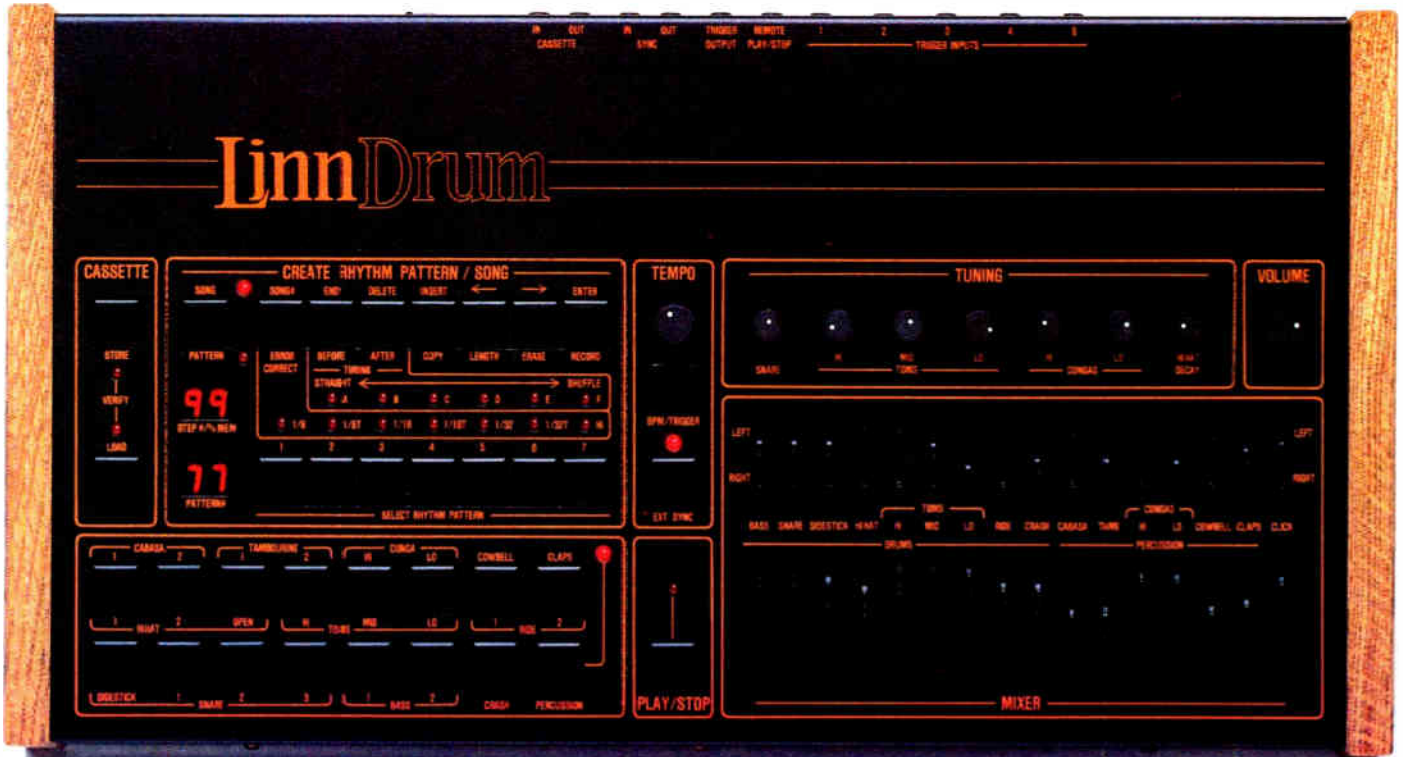 IN OUT IN OUT TRIGGER REMOTE 1 2 3 4 5
CASSETTE SYNC OUTPUT PLAY/STOP TRIGGER INPUTS
LinnDrum
CASSETTE
STORE
VERIFY
LOAD
CREATE RHYTHM PATTERN / SONG
SONG SONG# END DELETE INSERT ← → ENTER
PATTERN ERROR BEFORE AFTER COPY LENGTH ERASE RECORD
CORRECT TIMING
STRAIGHT ← → SHUFFLE
A B C D E F
99
1/8 1/8T 1/16 1/16T 1/32 1/32T HI
STEP #/% MEM
1 2 3 4 5 6 7
77
PATTERN#
SELECT RHYTHM PATTERN
TEMPO
BPM/TRIGGER
EXT SYNC
TUNING
HI MID LO HI LO HEART
SNARE TOMS CONGAS DECAY
VOLUME
LEFT LEFT
RIGHT RIGHT
TOMS CONGAS
BASS SNARE SIDESTICK H'HAT HI MID LO RIDE CRASH CABASA TAMB HI LO COWBELL CLAPS CLICK
DRUMS PERCUSSION
MIXER
CABASA TAMBOURINE CONGA
1 2 1 2 HI LO COWBELL CLAPS
1 2 OPEN HI MID LO 1 2
H'HAT TOMS RIDE
SIDESTICK 1 2 3 1 2 CRASH PERCUSSION
SNARE BASS
PLAY/STOP